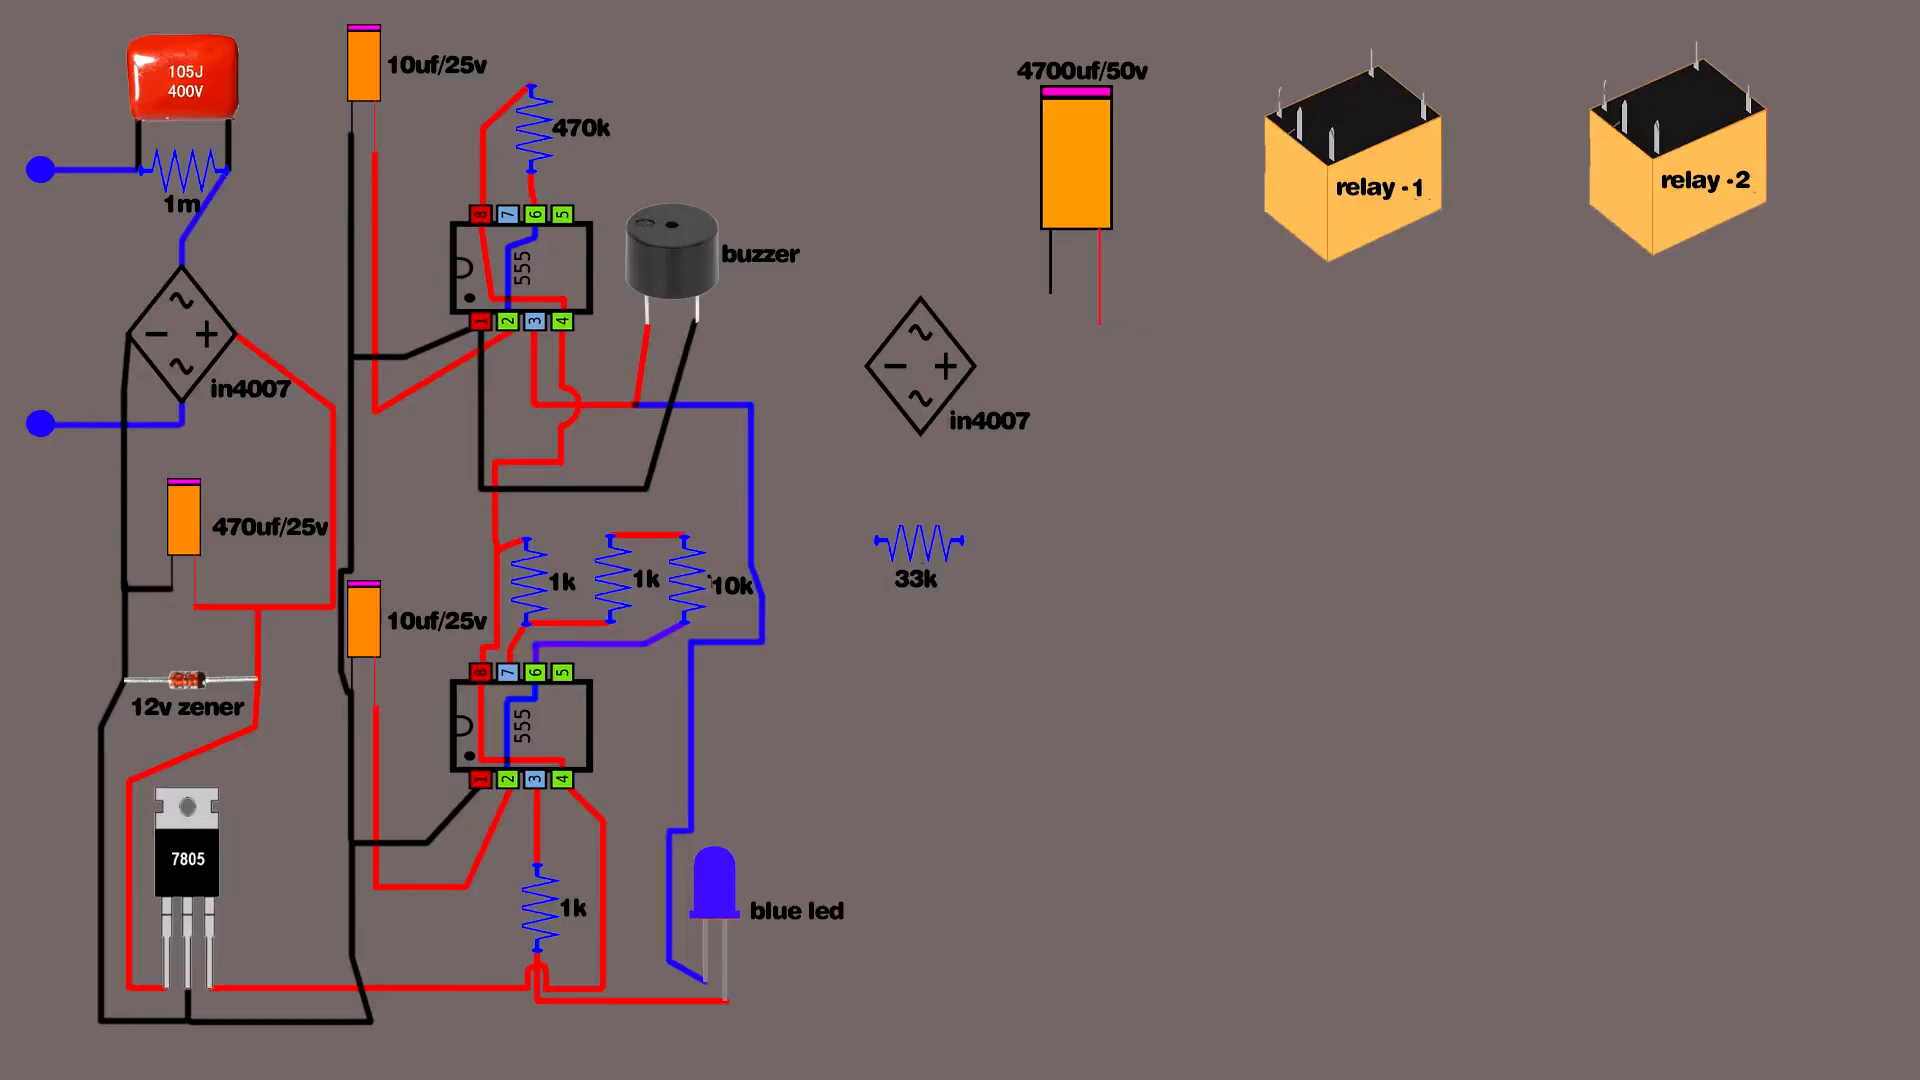 105J
400V
1m
in4007
470uf/25v
12v zener
7805
10uf/25v
470k
8 7 6 5
555
1 2 3 4
buzzer
1k
1k
10k
10uf/25v
8 7 6 5
555
1 2 3 4
1k
blue led
4700uf/50v
in4007
33k
relay -1
relay -2